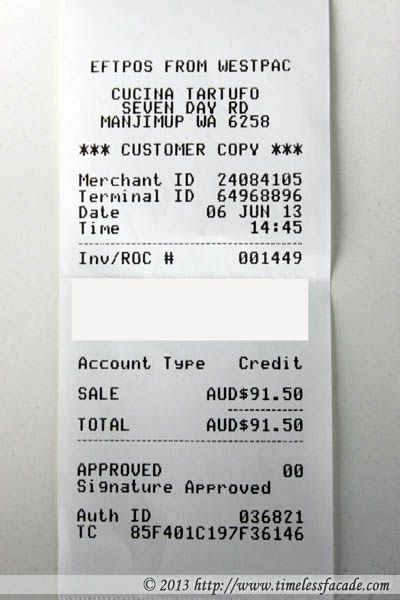 EFTPOS FROM WESTPAC
CUCINA TARTUFO
SEVEN DAY RD
MANJIMUP WA 6258
*** CUSTOMER COPY ***
Merchant ID 24084105
Terminal ID 64968896
Date 06 JUN 13
Time 14:45
Inv/ROC # 001449
Account Type Credit
SALE AUD$91.50
TOTAL AUD$91.50
APPROVED 00
Signature Approved
Auth ID 036821
TC 85F401C197F36146
© 2013 http://www.timelessfacade.com